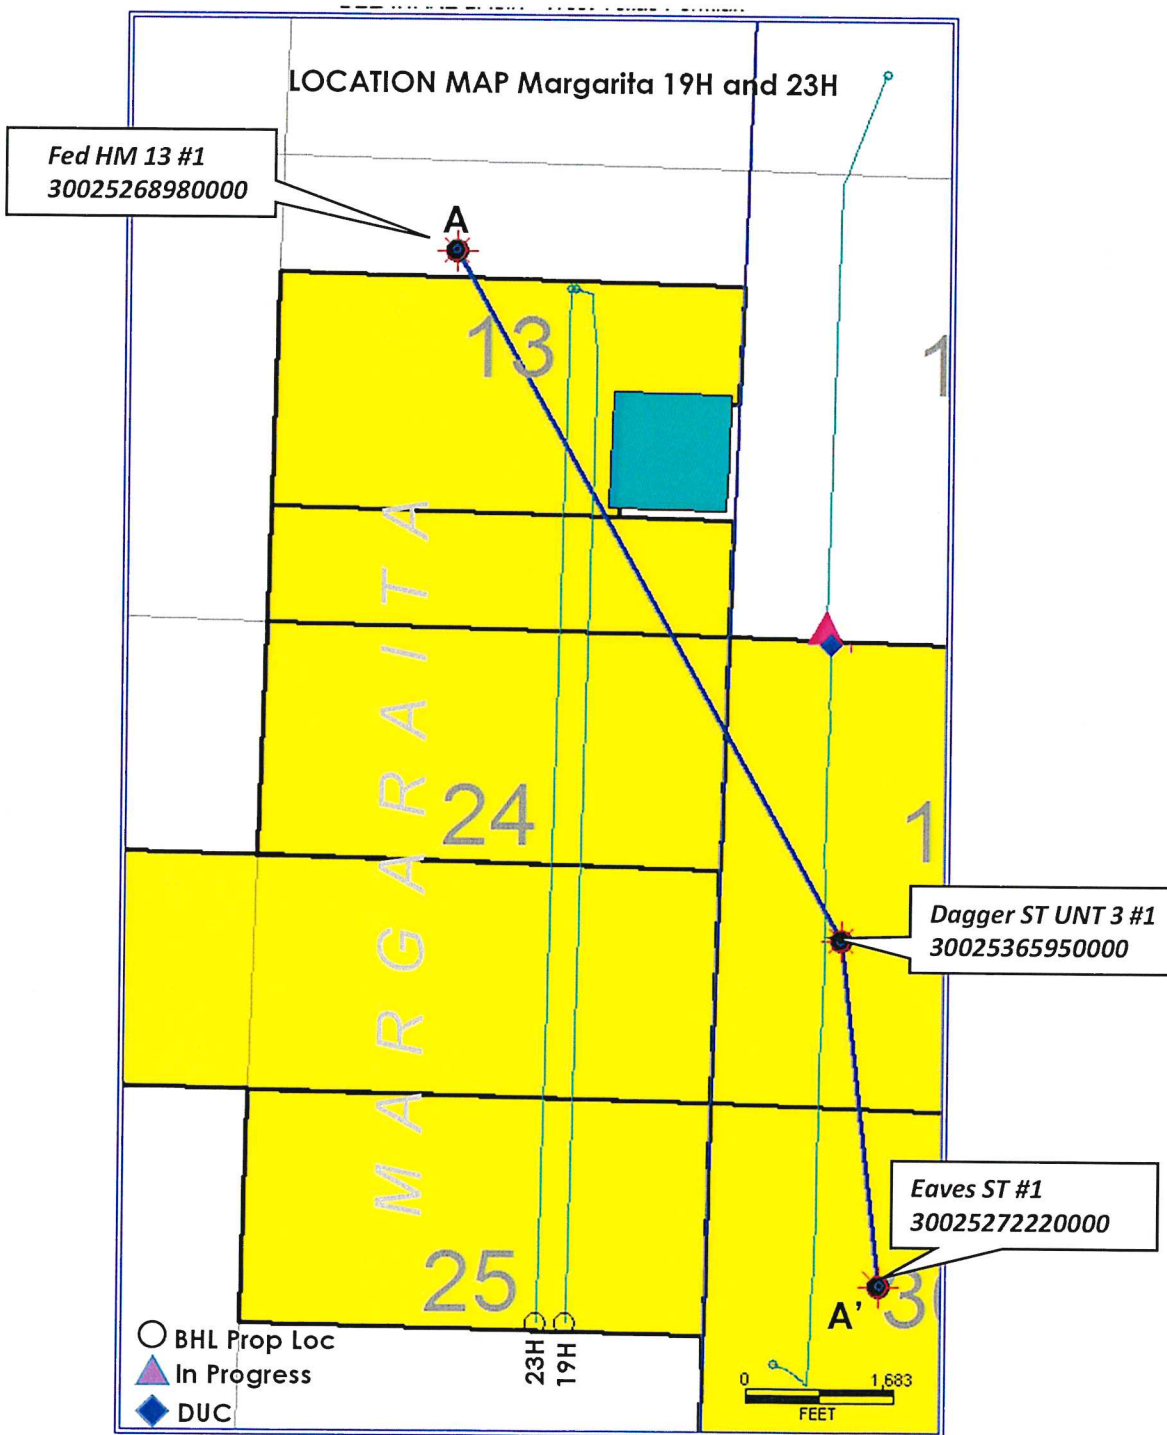 LOCATION MAP Margarita 19H and 23H
Fed HM 13 #1
30025268980000
A
13
1
MARGARAITA
24
1
Dagger ST UNT 3 #1
30025365950000
Eaves ST #1
30025272220000
25
A'
30
BHL Prop Loc
In Progress
DUC
23H
19H
0 1,683
FEET